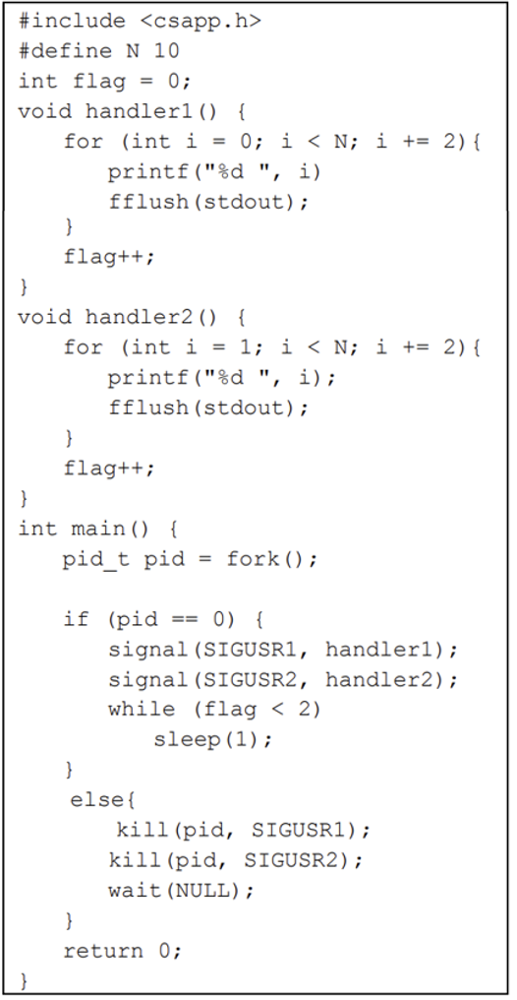 #include <csapp.h>
#define N 10
int flag = 0;
void handler1() {
for (int i = 0; i < N; i += 2){
printf("%d ", i)
fflush(stdout);
}
flag++;
}
void handler2() {
for (int i = 1; i < N; i += 2){
printf("%d ", i);
fflush(stdout);
}
flag++;
}
int main() {
pid_t pid = fork();
if (pid == 0) {
signal(SIGUSR1, handler1);
signal(SIGUSR2, handler2);
while (flag < 2)
sleep(1);
}
else{
kill(pid, SIGUSR1);
kill(pid, SIGUSR2);
wait(NULL);
}
return 0;
}